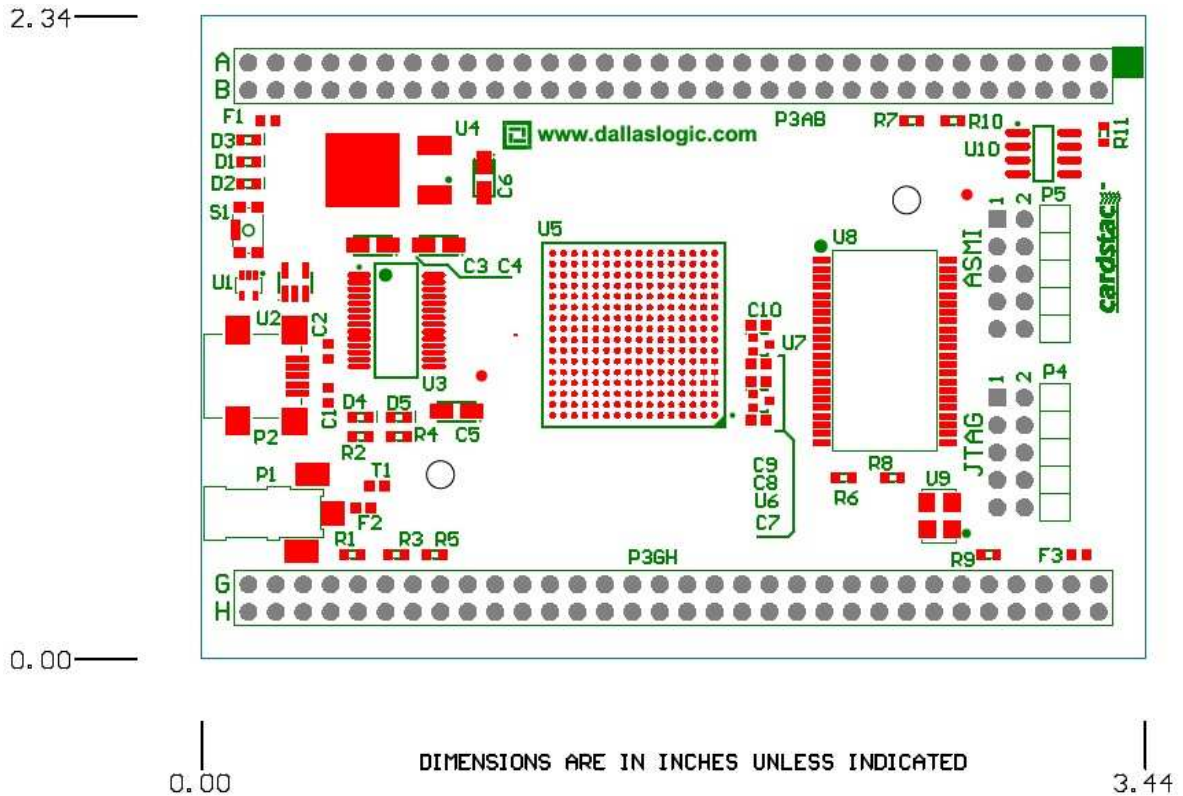 2.34
A
B
F1
U4
www.dallaslogic.com
P3AB
R7
R10
R11
D3
D1
D2
C6
U10
S1
1 2
P5
U5
U8
ASMI
cardstac
C3 C4
U1
U2
C2
C10
U7
U3
P4
1 2
C1
D4
D5
R4
C5
R2
P2
JTAG
P1
T1
C9
C8
U6
C7
R8
R6
U9
F2
R1
R3
R5
P3GH
R9
F3
G
H
0.00
DIMENSIONS ARE IN INCHES UNLESS INDICATED
0.00
3.44